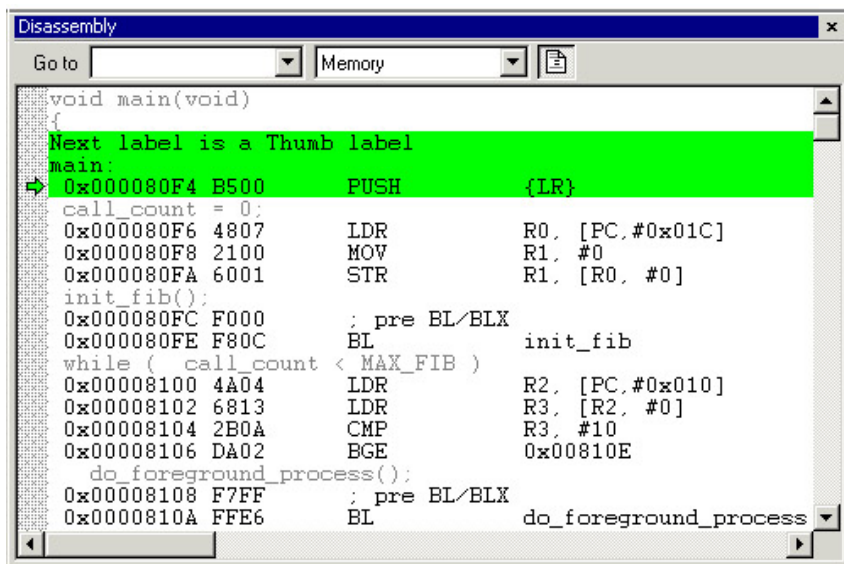 Disassembly
Go to Memory
void main(void)
{
Next label is a Thumb label
main:
0x000080F4 B500 PUSH {LR}
call_count = 0;
0x000080F6 4807 LDR R0, [PC,#0x01C]
0x000080F8 2100 MOV R1, #0
0x000080FA 6001 STR R1, [R0, #0]
init_fib();
0x000080FC F000 ; pre BL/BLX
0x000080FE F80C BL init_fib
while ( call_count < MAX_FIB )
0x00008100 4A04 LDR R2, [PC,#0x010]
0x00008102 6813 LDR R3, [R2, #0]
0x00008104 2B0A CMP R3, #10
0x00008106 DA02 BGE 0x00810E
do_foreground_process();
0x00008108 F7FF ; pre BL/BLX
0x0000810A FFE6 BL do_foreground_process